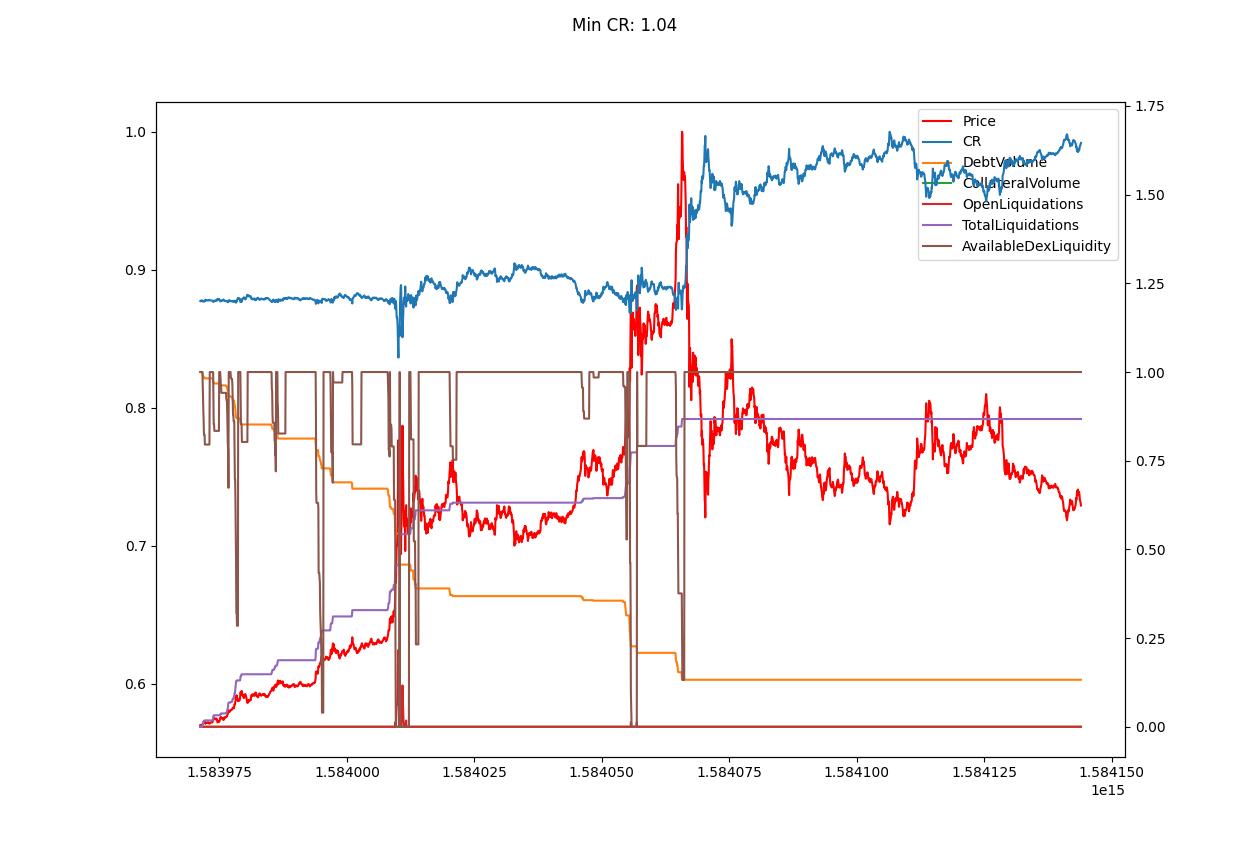 Min CR: 1.04
1.0
0.9
0.8
0.7
0.6
1.75
1.50
1.25
1.00
0.75
0.50
0.25
0.00
Price
CR
DebtVolume
CollateralVolume
OpenLiquidations
TotalLiquidations
AvailableDexLiquidity
1.583975 1.584000 1.584025 1.584050 1.584075 1.584100 1.584125 1.584150
1e15